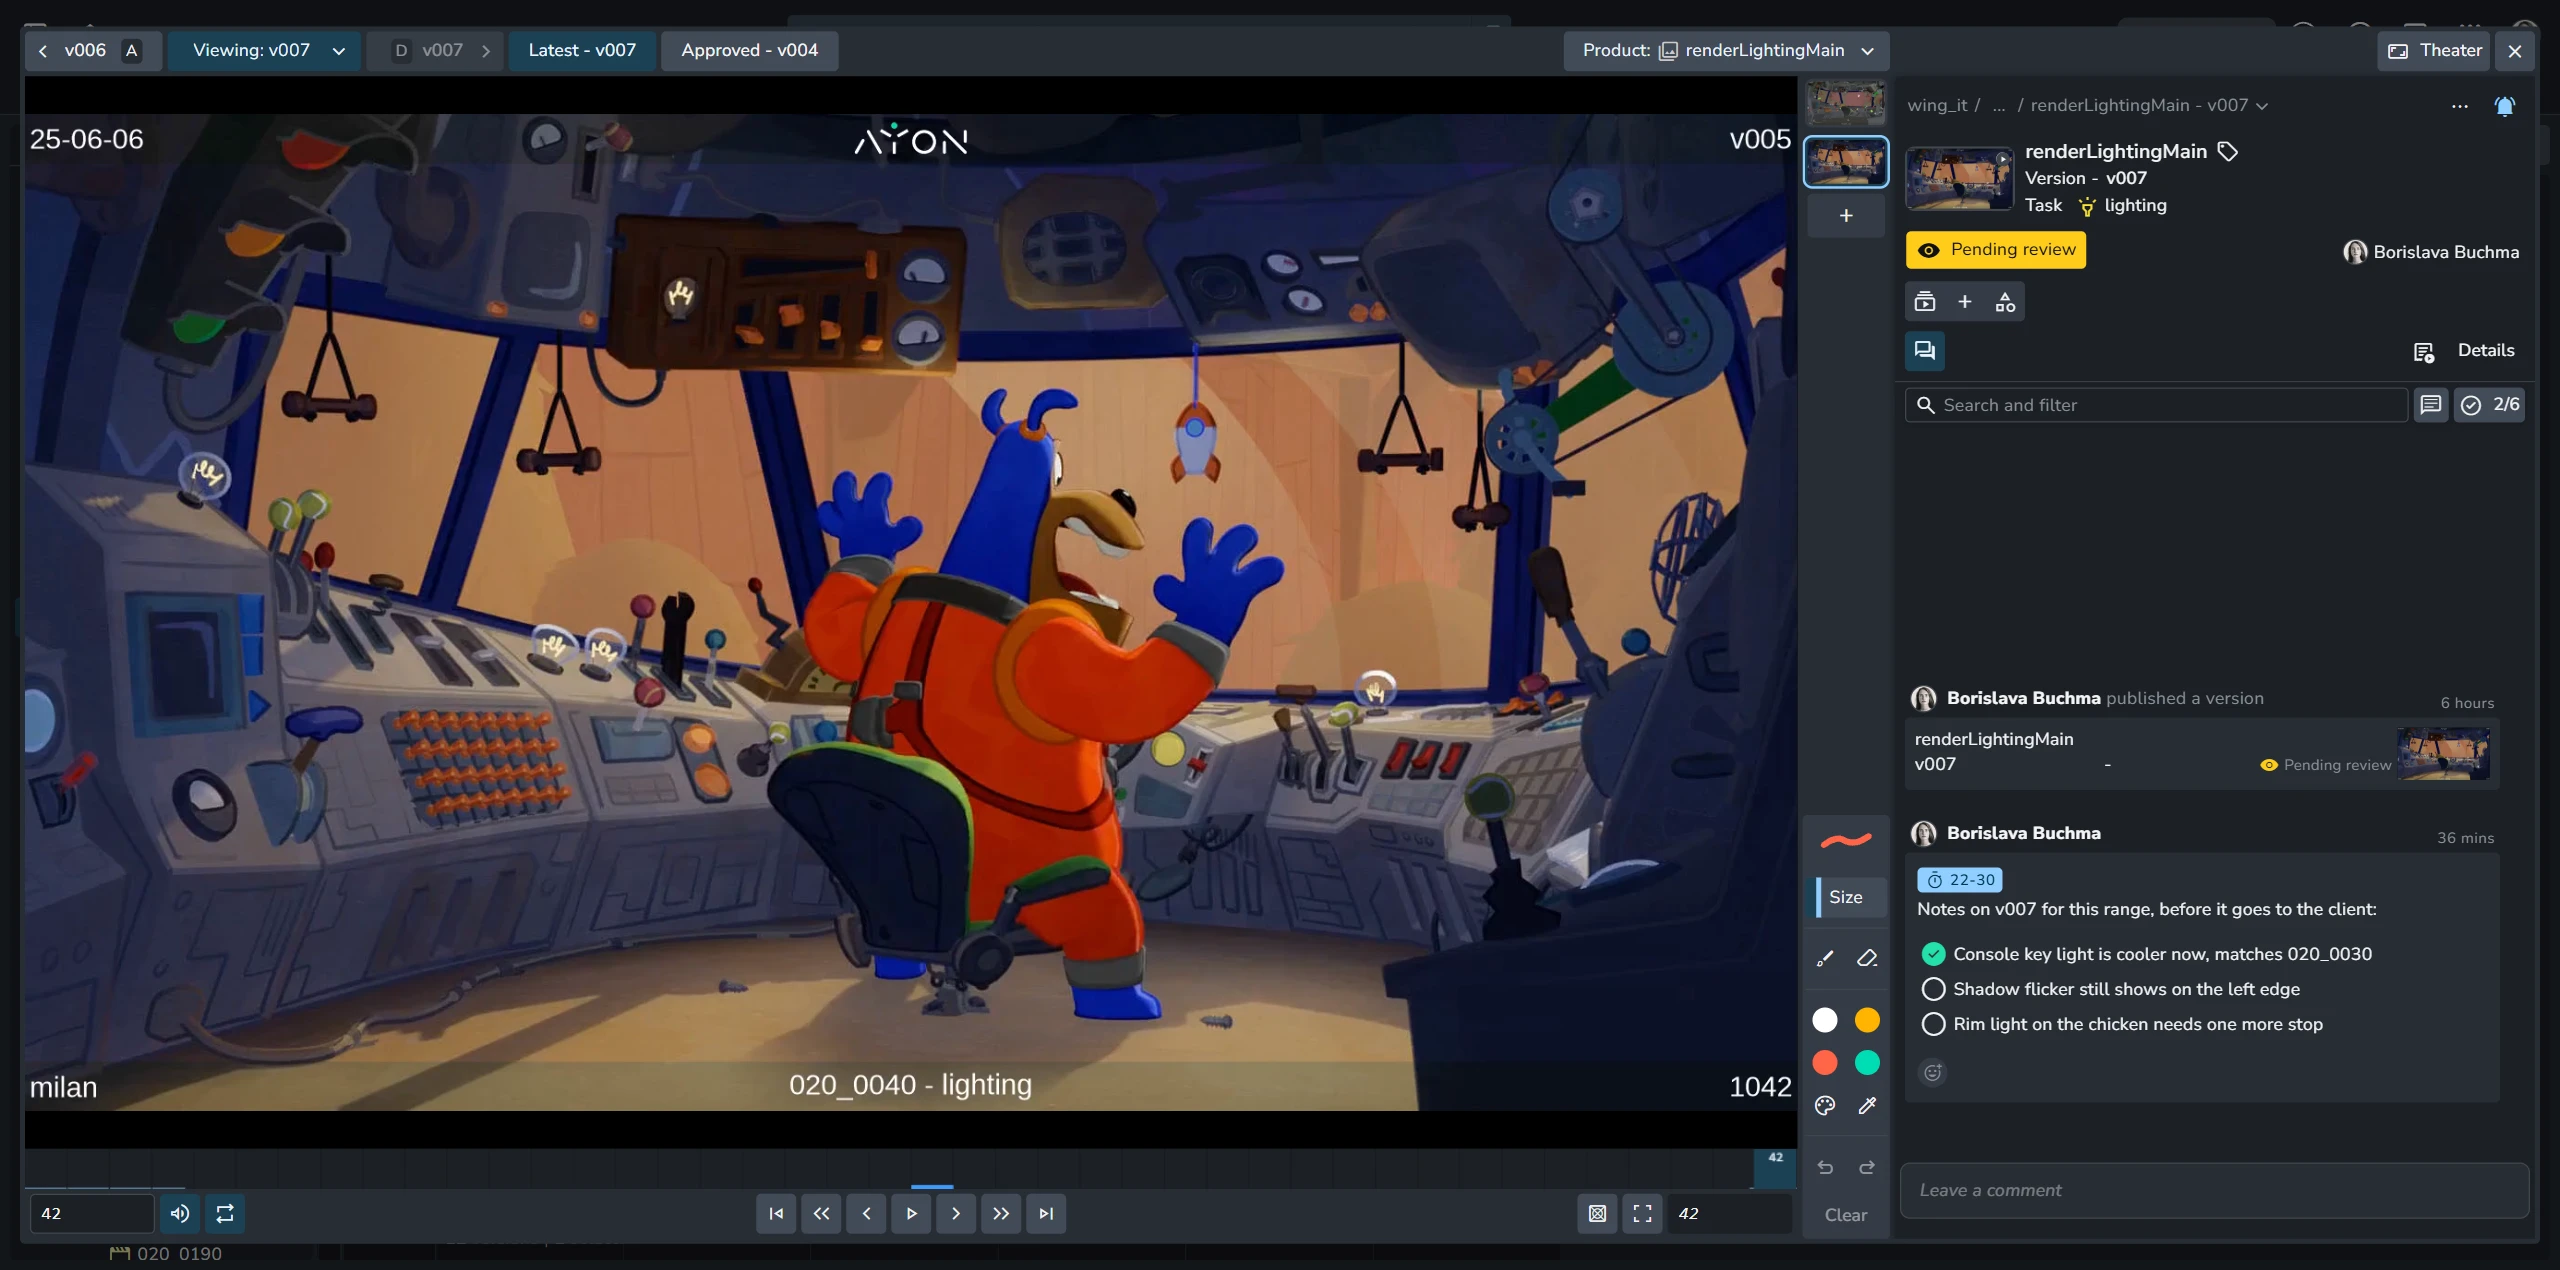 v006 A
Viewing: v007
D v007
Latest - v007
Approved - v004
Product: renderLightingMain
Theater
25-06-06
AYON
v005
milan
020_0040 - lighting
1042
42
42
42
Size
Clear
wing_it / ... / renderLightingMain - v007
renderLightingMain
Version - v007
Task lighting
Pending review
Borislava Buchma
Details
Search and filter
2/6
Borislava Buchma published a version
6 hours
renderLightingMain
v007 -
Pending review
Borislava Buchma
36 mins
22-30
Notes on v007 for this range, before it goes to the client:
Console key light is cooler now, matches 020_0030
Shadow flicker still shows on the left edge
Rim light on the chicken needs one more stop
Leave a comment
020_0190